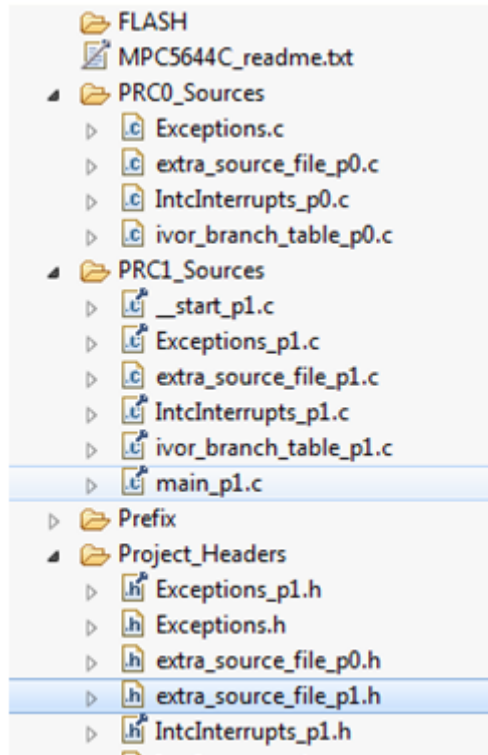 FLASH
MPC5644C_readme.txt
PRC0_Sources
Exceptions.c
extra_source_file_p0.c
IntcInterrupts_p0.c
ivor_branch_table_p0.c
PRC1_Sources
__start_p1.c
Exceptions_p1.c
extra_source_file_p1.c
IntcInterrupts_p1.c
ivor_branch_table_p1.c
main_p1.c
Prefix
Project_Headers
Exceptions_p1.h
Exceptions.h
extra_source_file_p0.h
extra_source_file_p1.h
IntcInterrupts_p1.h